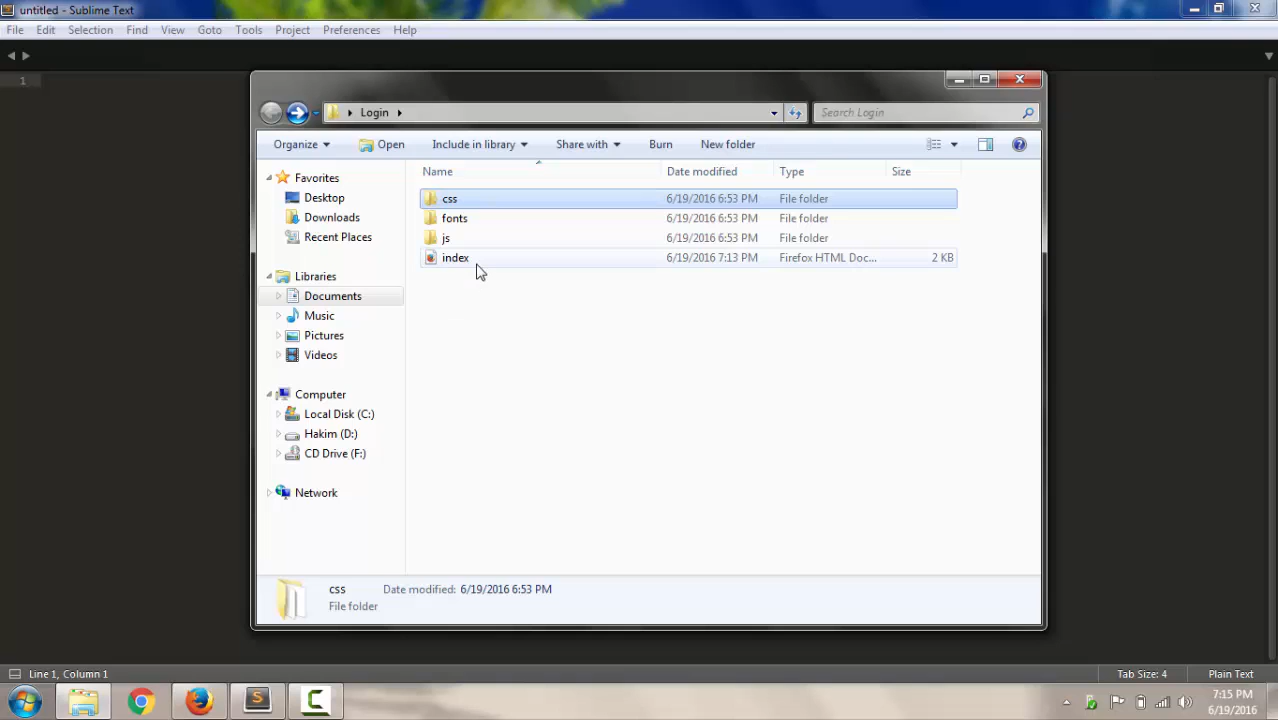 untitled - Sublime Text
File Edit Selection Find View Goto Tools Project Preferences Help
1
Login
Search Login
Organize Open Include in library Share with Burn New folder
Name Date modified Type Size
Favorites
Desktop
Downloads
Recent Places
Libraries
Documents
Music
Pictures
Videos
Computer
Local Disk (C:)
Hakim (D:)
CD Drive (F:)
Network
css 6/19/2016 6:53 PM File folder
fonts 6/19/2016 6:53 PM File folder
js 6/19/2016 6:53 PM File folder
index 6/19/2016 7:13 PM Firefox HTML Doc... 2 KB
css Date modified: 6/19/2016 6:53 PM
File folder
Line 1, Column 1 Tab Size: 4 Plain Text
7:15 PM
6/19/2016